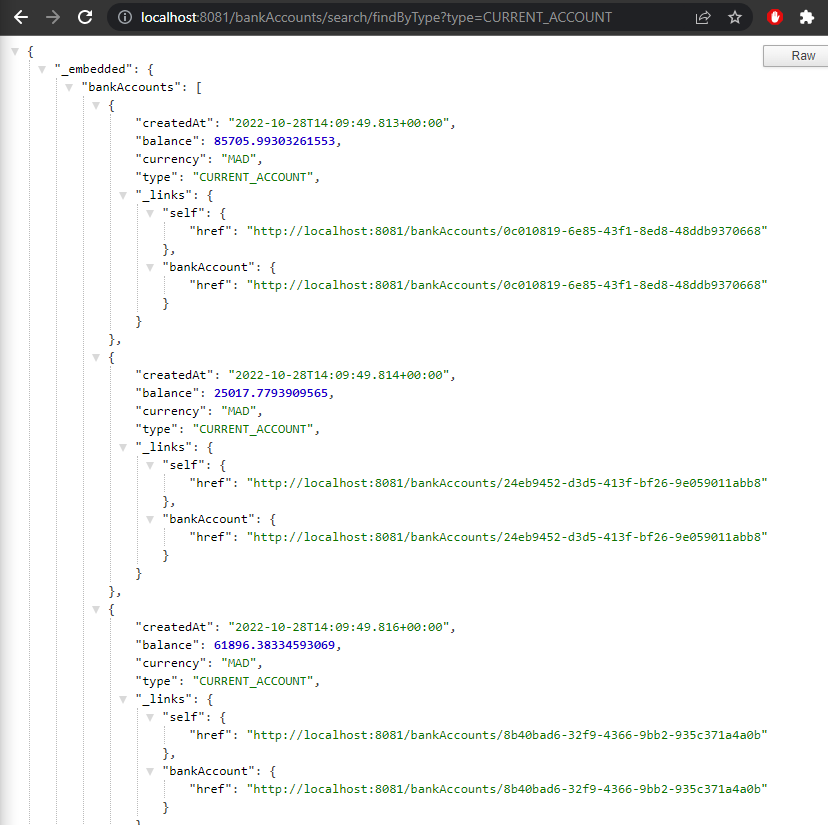 localhost:8081/bankAccounts/search/findByType?type=CURRENT_ACCOUNT
Raw
{
"_embedded": {
"bankAccounts": [
{
"createdAt": "2022-10-28T14:09:49.813+00:00",
"balance": 85705.99303261553,
"currency": "MAD",
"type": "CURRENT_ACCOUNT",
"_links": {
"self": {
"href": "http://localhost:8081/bankAccounts/0c010819-6e85-43f1-8ed8-48ddb9370668"
},
"bankAccount": {
"href": "http://localhost:8081/bankAccounts/0c010819-6e85-43f1-8ed8-48ddb9370668"
}
}
},
{
"createdAt": "2022-10-28T14:09:49.814+00:00",
"balance": 25017.7793909565,
"currency": "MAD",
"type": "CURRENT_ACCOUNT",
"_links": {
"self": {
"href": "http://localhost:8081/bankAccounts/24eb9452-d3d5-413f-bf26-9e059011abb8"
},
"bankAccount": {
"href": "http://localhost:8081/bankAccounts/24eb9452-d3d5-413f-bf26-9e059011abb8"
}
}
},
{
"createdAt": "2022-10-28T14:09:49.816+00:00",
"balance": 61896.38334593069,
"currency": "MAD",
"type": "CURRENT_ACCOUNT",
"_links": {
"self": {
"href": "http://localhost:8081/bankAccounts/8b40bad6-32f9-4366-9bb2-935c371a4a0b"
},
"bankAccount": {
"href": "http://localhost:8081/bankAccounts/8b40bad6-32f9-4366-9bb2-935c371a4a0b"
}
}